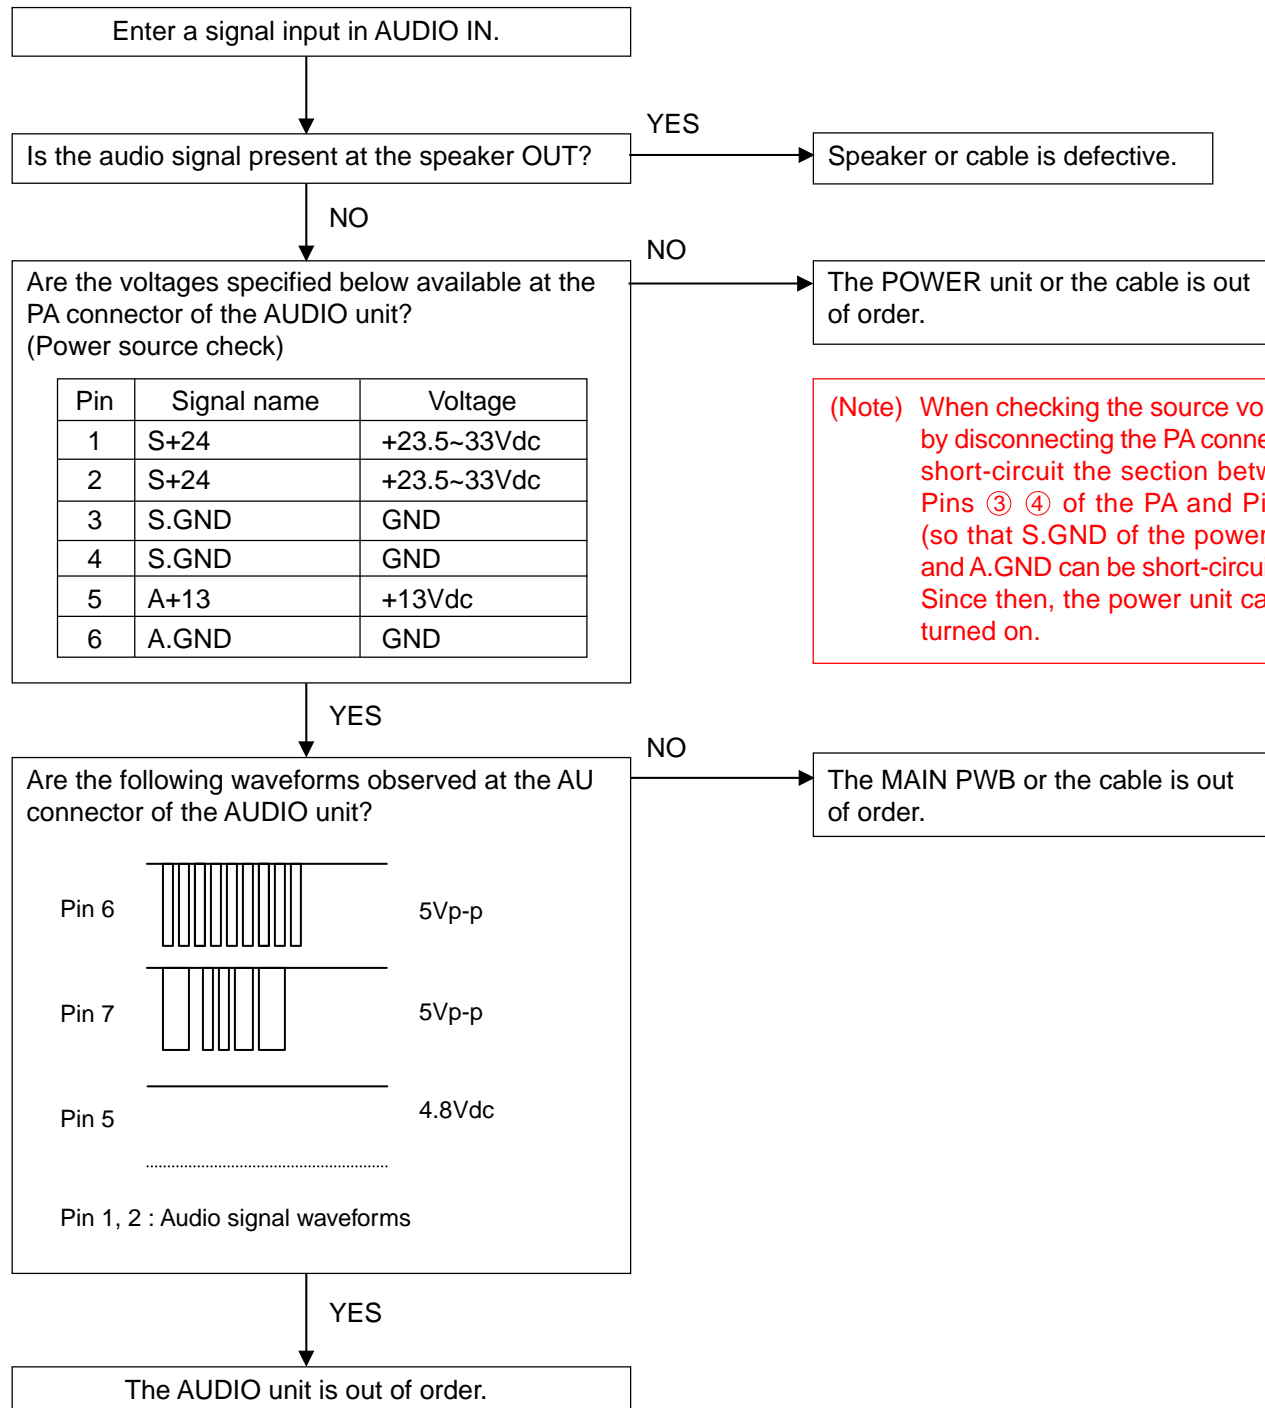 Enter a signal input in AUDIO IN.
YES
Is the audio signal present at the speaker OUT?
Speaker or cable is defective.
NO
NO
Are the voltages specified below available at the
PA connector of the AUDIO unit?
(Power source check)
The POWER unit or the cable is out
of order.
Pin Signal name Voltage
1 S+24 +23.5~33Vdc
2 S+24 +23.5~33Vdc
3 S.GND GND
4 S.GND GND
5 A+13 +13Vdc
6 A.GND GND
(Note) When checking the source
by disconnecting the PA
short-circuit the section
Pins ③ ④ of the PA and
(so that S.GND of the power
and A.GND can be
Since then, the power unit
turned on.
YES
NO
Are the following waveforms observed at the AU
connector of the AUDIO unit?
The MAIN PWB or the cable is out
of order.
Pin 6 5Vp-p
Pin 7 5Vp-p
Pin 5 4.8Vdc
Pin 1, 2 : Audio signal waveforms
YES
The AUDIO unit is out of order.